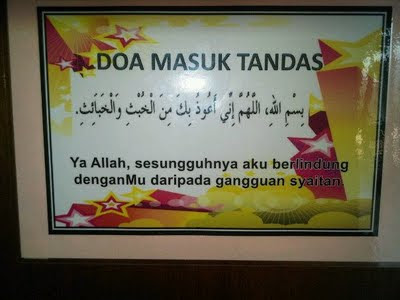 DOA MASUK TANDAS
بِسْمِ اللهِ، اللَّهُمَّ إِنِّي أَعُوذُ بِكَ مِنَ الْخُبْثِ وَالْخَبَائِثِ.
Ya Allah, sesungguhnya aku berlindung
denganMu daripada gangguan syaitan.